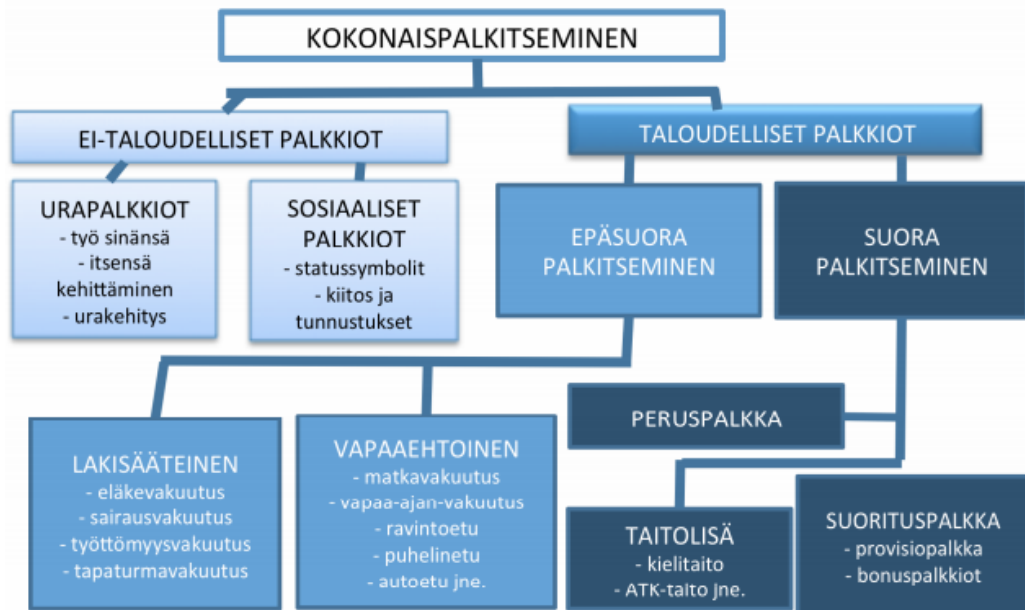 KOKONAISPALKITSEMINEN
EI-TALOUDELLISET PALKKIOT
TALOUDELLISET PALKKIOT
URAPALKKIOT
- työ sinänsä
- itsensä
kehittäminen
- urakehitys
SOSIAALISET
PALKKIOT
- statussymbolit
- kiitos ja
tunnustukset
EPÄSUORA
PALKITSEMINEN
SUORA
PALKITSEMINEN
PERUSPALKKA
LAKISÄÄTEINEN
- eläkevakuutus
- sairausvakuutus
- työttömyysvakuutus
- tapaturmavakuutus
VAPAAEHTOINEN
- matkavakuutus
- vapaa-ajan-vakuutus
- ravintoetu
- puhelinetu
- autoetu jne.
TAITOLISÄ
- kielitaito
- ATK-taito jne.
SUORITUSPALKKA
- provisiopalkka
- bonuspalkkiot